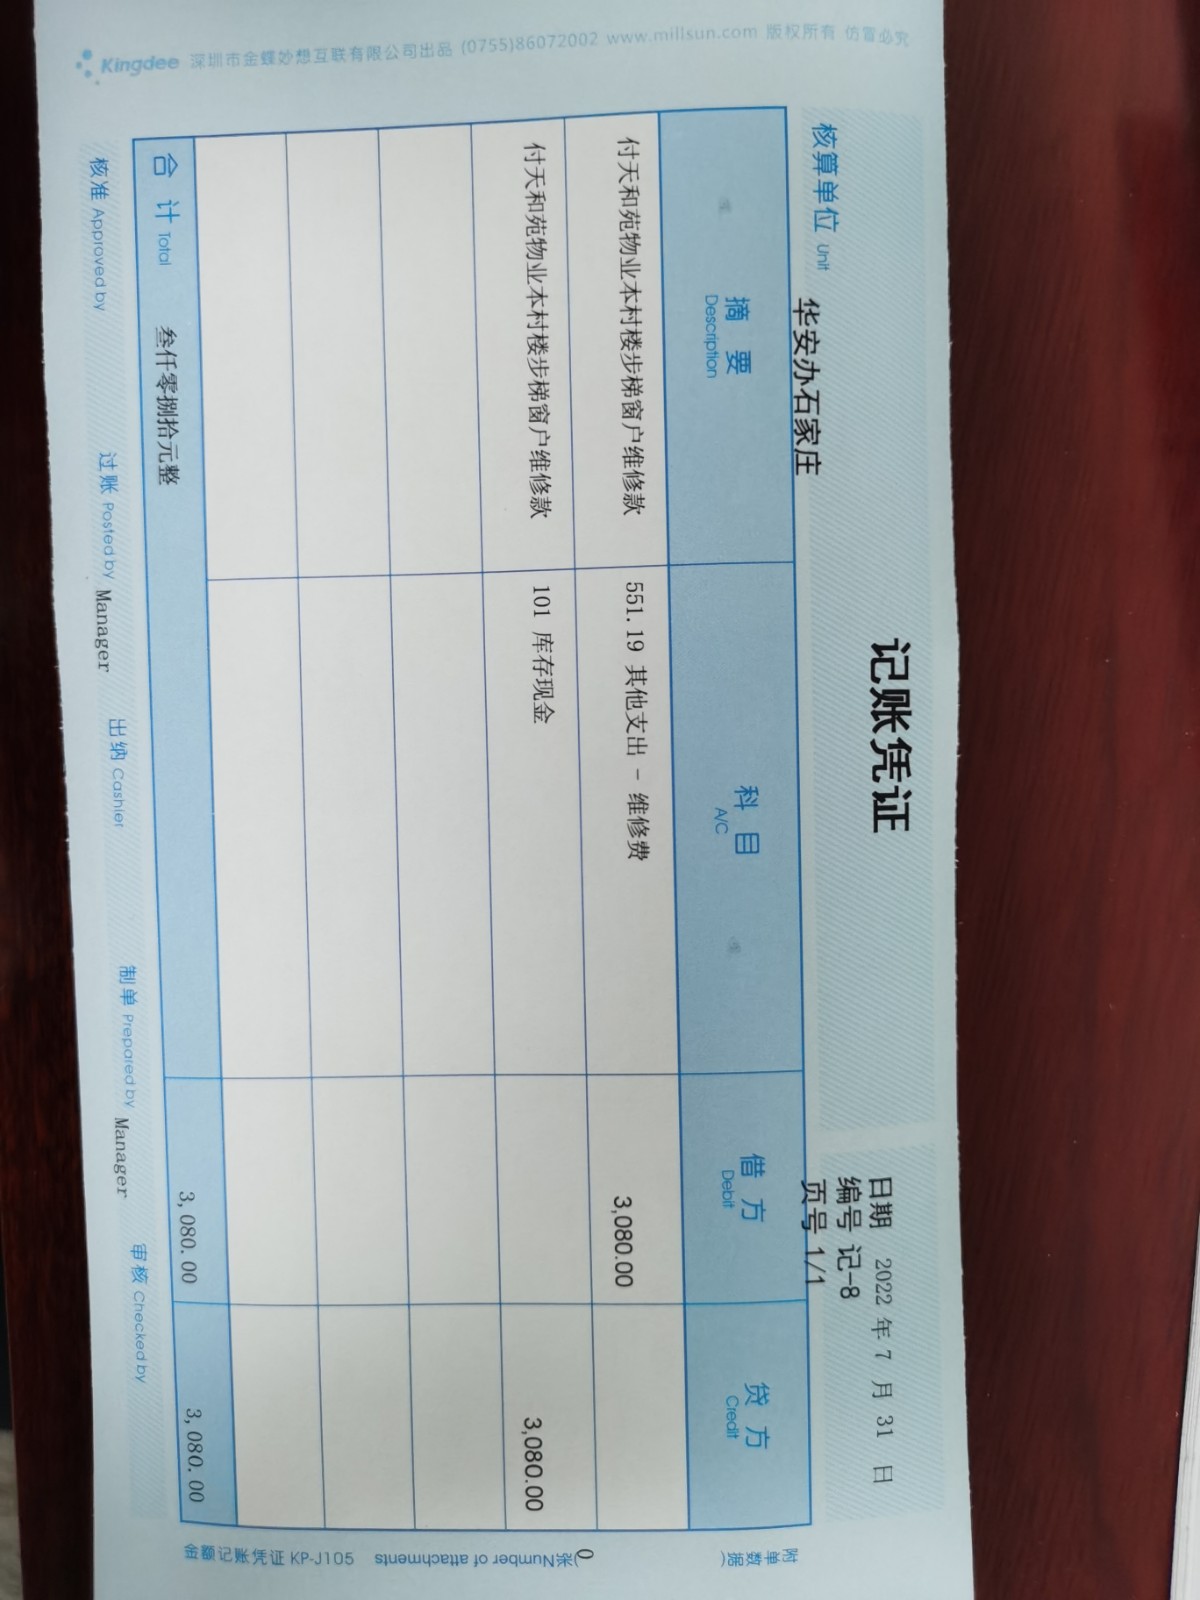 记账凭证
核算单位 Unit 华安办石家庄
日期 2022 年 7 月 31 日
编号 记-8
页号 1/1
摘要 科目 借方 贷方
Description A/C Debit Credit
付天和苑物业本村楼步梯窗户维修款 551.19 其他支出 - 维修费 3,080.00
付天和苑物业本村楼步梯窗户维修款 101 库存现金 3,080.00
合计 Total 叁仟零捌拾元整 3,080.00 3,080.00
核准 Approved by 过账 Posted by Manager 出纳 Cashier 制单 Prepared by Manager 审核 Checked by
附单数据 (0 张) Number of attachments
金额记账凭证 KP-J105
Kingdee 深圳市金蝶妙想互联有限公司出品 (0755)86072002 www.millsun.com 版权所有 仿冒必究